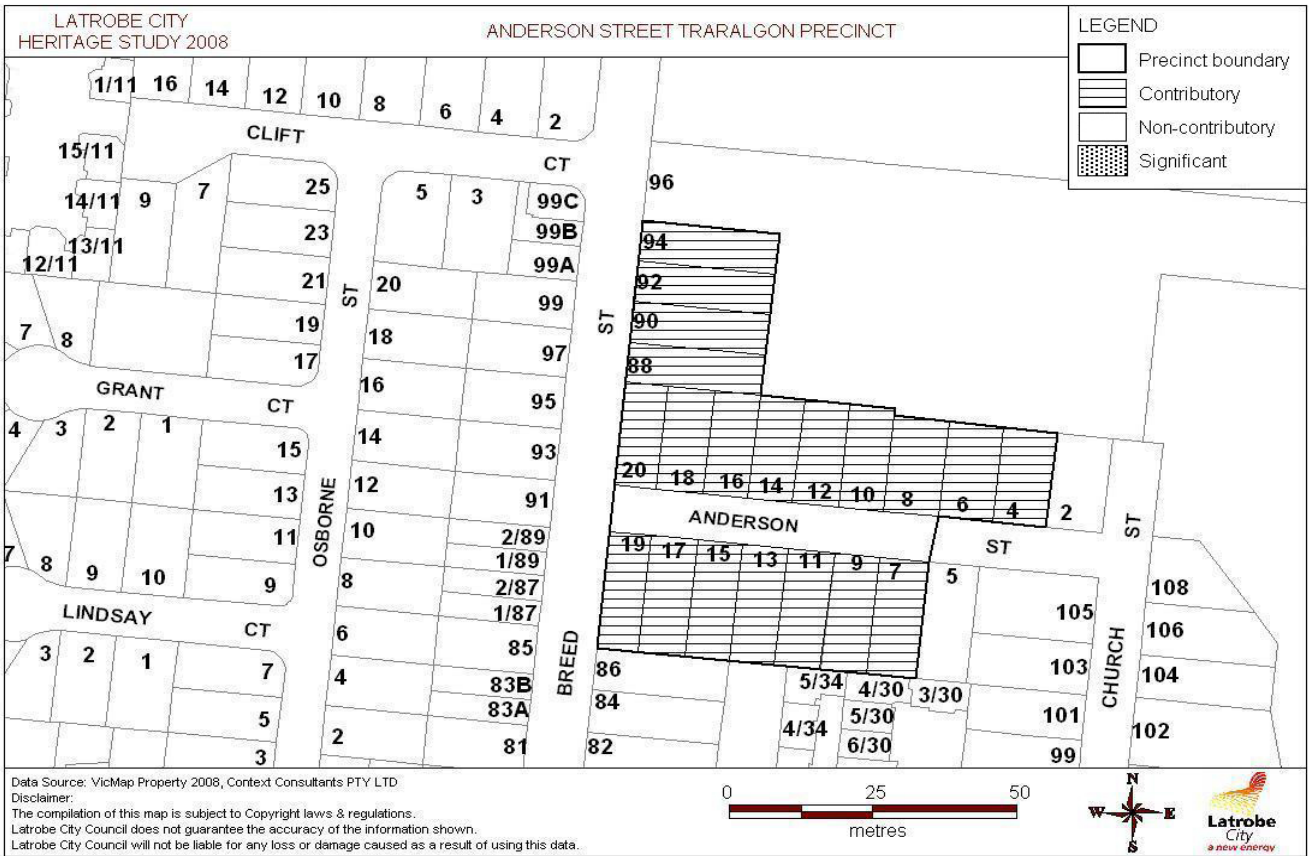 LATROBE CITY
HERITAGE STUDY 2008
ANDERSON STREET TRARALGON PRECINCT
LEGEND
Precinct boundary
Contributory
Non-contributory
Significant
1/11 16 14 12 10 8 6 4 2
CLIFT CT
15/11
14/11 9 7 25 5 3 99C 96
13/11 23 99B 94
12/11 21 ST 20 99A 92
7 8 19 18 99 ST 90
17 16 97 88
GRANT CT 95
4 3 2 1 15 14 93
20 18 16 14 12 10 8 6 4 2
13 12 91
ANDERSON ST ST
11 OSBORNE 10 2/89
1/89
19 17 15 13 11 9 7 5
7 8 9 10 9 8 2/87
1/87
108
105
LINDSAY CT 6 85 BREED 106
3 2 1 7 4 83B 86 5/34 4/30 3/30 103 CHURCH 104
5 83A 84 4/34 5/30 101 102
3 2 81 82 6/30 99
Data Source: VicMap Property 2008, Context Consultants PTY LTD
Disclaimer:
The compilation of this map is subject to Copyright laws & regulations.
Latrobe City Council does not guarantee the accuracy of the information shown.
Latrobe City Council will not be liable for any loss or damage caused as a result of using this data.
0 25 50
metres
N
W E
S
Latrobe
City
a new energy